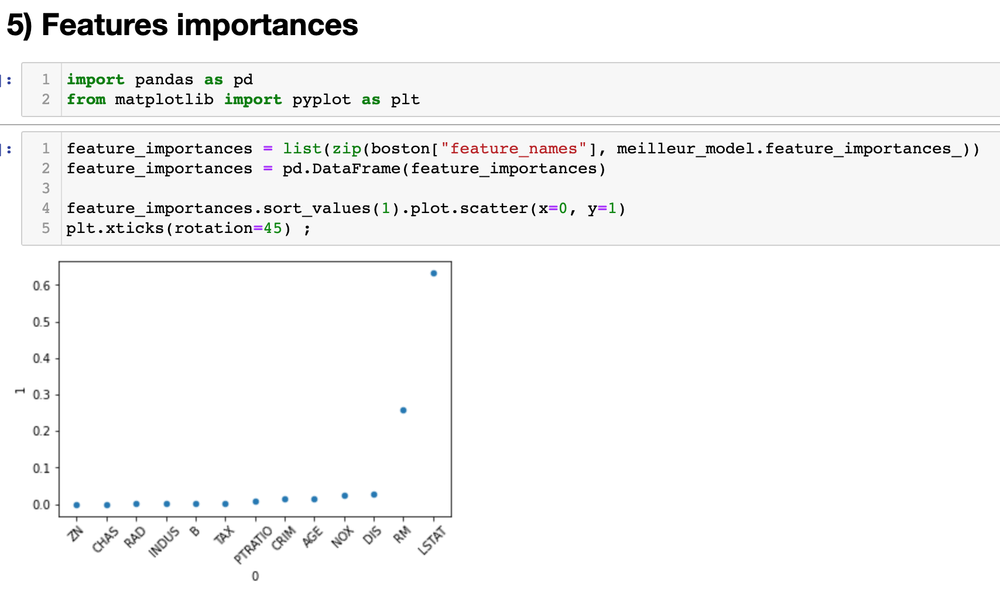 5) Features importances
]:
1 import pandas as pd
2 from matplotlib import pyplot as plt
]:
1 feature_importances = list(zip(boston["feature_names"], meilleur_model.feature_importances_))
2 feature_importances = pd.DataFrame(feature_importances)
3
4 feature_importances.sort_values(1).plot.scatter(x=0, y=1)
5 plt.xticks(rotation=45) ;
0.6
0.5
0.4
0.3
0.2
0.1
0.0
1
ZN CHAS RAD INDUS B TAX PTRATIO CRIM AGE NOX DIS RM LSTAT
0